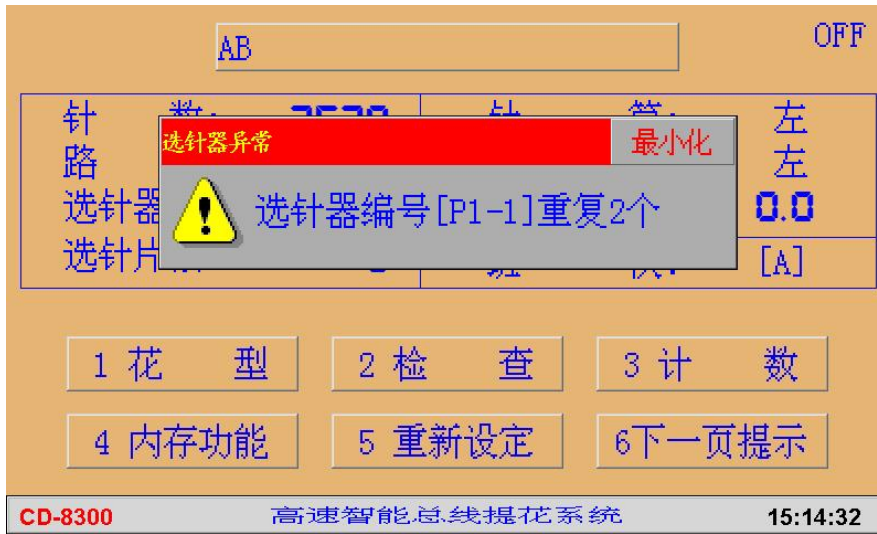 AB
OFF
针
左
路
左
选针器异常
最小化
选针器
选针器编号[P1-1]重复2个
0.0
选针片
[A]
1 花 型
2 检 查
3 计 数
4 内存功能
5 重新设定
6下一页提示
CD-8300
高速智能总线提花系统
15:14:32